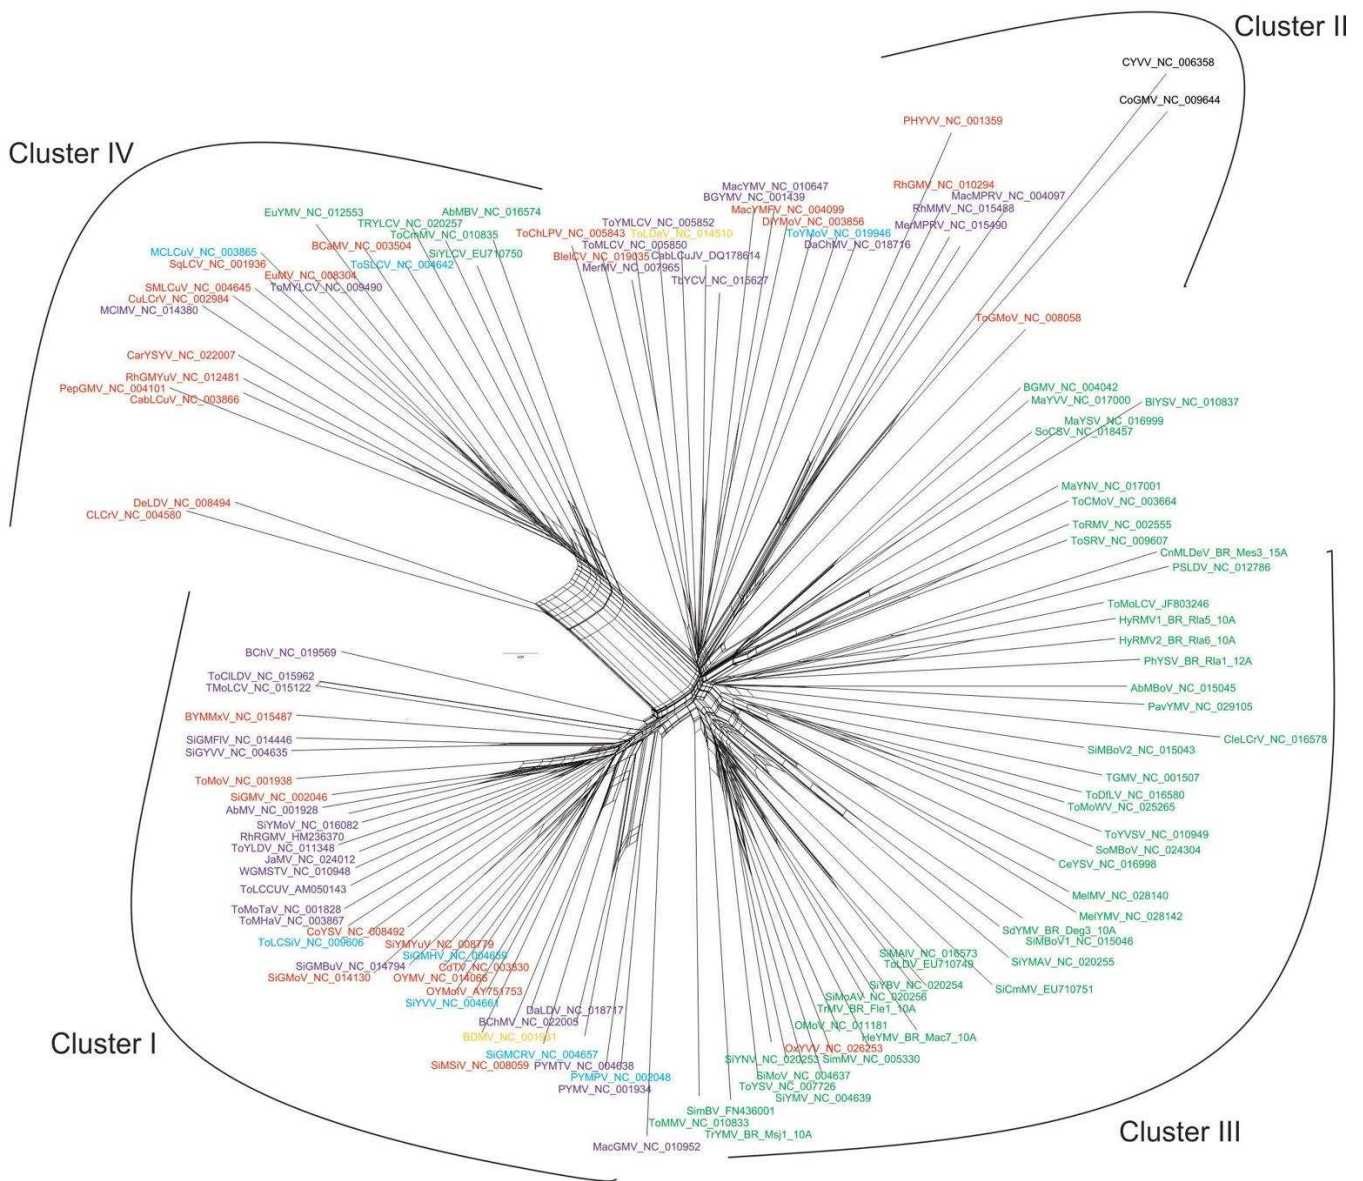 Cluster II
CYVV_NC_006358
CoGMV_NC_009644
PHYVV_NC_001359
Cluster IV
RhGMV_NC_010294
MacMPRV_NC_004097
RhMMV_NC_015488
MerMPRV_NC_015490
MacYMV_NC_010647
BGYMV_NC_001439
MacYMFV_NC_004099
DiYMoV_NC_003856
ToYMoV_NC_019946
DaChMV_NC_018716
ToYMLCV_NC_005852
ToLDeV_NC_014510
ToMLCV_NC_005850
CabLCuJV_DQ178614
MerMV_NC_007965
TbYCV_NC_015627
ToChLPV_NC_005843
BleICV_NC_019035
AbMBV_NC_016574
EuYMV_NC_012553
TRYLCV_NC_020257
ToCmMV_NC_010835
BCaMV_NC_003504
SiYLCV_EU710750
MCLCuV_NC_003865
ToSLCV_NC_004642
SqLCV_NC_001936
EuMV_NC_008304
ToMYLCV_NC_009490
SMLCuV_NC_004645
CuLCrV_NC_002984
MClMV_NC_014380
ToGMoV_NC_008058
CarYSYV_NC_022007
RhGMYuV_NC_012481
PepGMV_NC_004101
CabLCuV_NC_003866
BGMV_NC_004042
MaYVV_NC_017000
BlYSV_NC_010837
MaYSV_NC_016999
SoCSV_NC_018457
MaYNV_NC_017001
ToCMoV_NC_003664
DeLDV_NC_008494
CLCrV_NC_004580
ToRMV_NC_002555
ToSRV_NC_009607
CnMLDeV_BR_Mes3_15A
PSLDV_NC_012786
ToMoLCV_JF803246
HyRMV1_BR_Rla5_10A
HyRMV2_BR_Rla6_10A
PhYSV_BR_Rla1_12A
AbMBoV_NC_015045
PavYMV_NC_029105
CleLCrV_NC_016578
SiMBoV2_NC_015043
TGMV_NC_001507
ToDfLV_NC_016580
ToMoWV_NC_025265
ToYVSV_NC_010949
SoMBoV_NC_024304
CeYSV_NC_016998
MelMV_NC_028140
MelYMV_NC_028142
SdYMV_BR_Deg3_10A
SiMBoV1_NC_015046
SiYMAV_NC_020255
SiCmMV_EU710751
BChV_NC_019569
ToClLDV_NC_015962
TMoLCV_NC_015122
BYMMxV_NC_015487
SiGMFlV_NC_014446
SiGYVV_NC_004635
ToMoV_NC_001938
SiGMV_NC_002046
AbMV_NC_001928
SiYMoV_NC_016082
RhRGMV_HM236370
ToYLDV_NC_011348
JaMV_NC_024012
WGMSTV_NC_010948
ToLCCUV_AM050143
ToMoTaV_NC_001828
ToMHaV_NC_003867
CoYSV_NC_008492
ToLCSiV_NC_009606
SiYMYuV_NC_008779
SiGMHV_NC_004659
SiGMBuV_NC_014794
CdTV_NC_003830
SiGMoV_NC_014130
OYMV_NC_014066
OYMolV_AY751753
SiYVV_NC_004661
DaLDV_NC_018717
BChMV_NC_022005
BDMV_NC_001931
SiGMCRV_NC_004657
SiMSiV_NC_008059
PYMTV_NC_004638
PYMPV_NC_002048
PYMV_NC_001934
Cluster I
SiMAlV_NC_016573
ToLDV_EU710749
SiYBV_NC_020254
SiMoAV_NC_020256
TrMV_BR_Fle1_10A
OMoV_NC_011181
HeYMV_BR_Mac7_10A
OxYVV_NC_026253
SiYNV_NC_020253
SimMV_NC_005330
SiMoV_NC_004637
ToYSV_NC_007726
SiYMV_NC_004639
SimBV_FN436001
ToMMV_NC_010833
TrYMV_BR_Msj1_10A
MacGMV_NC_010952
Cluster III